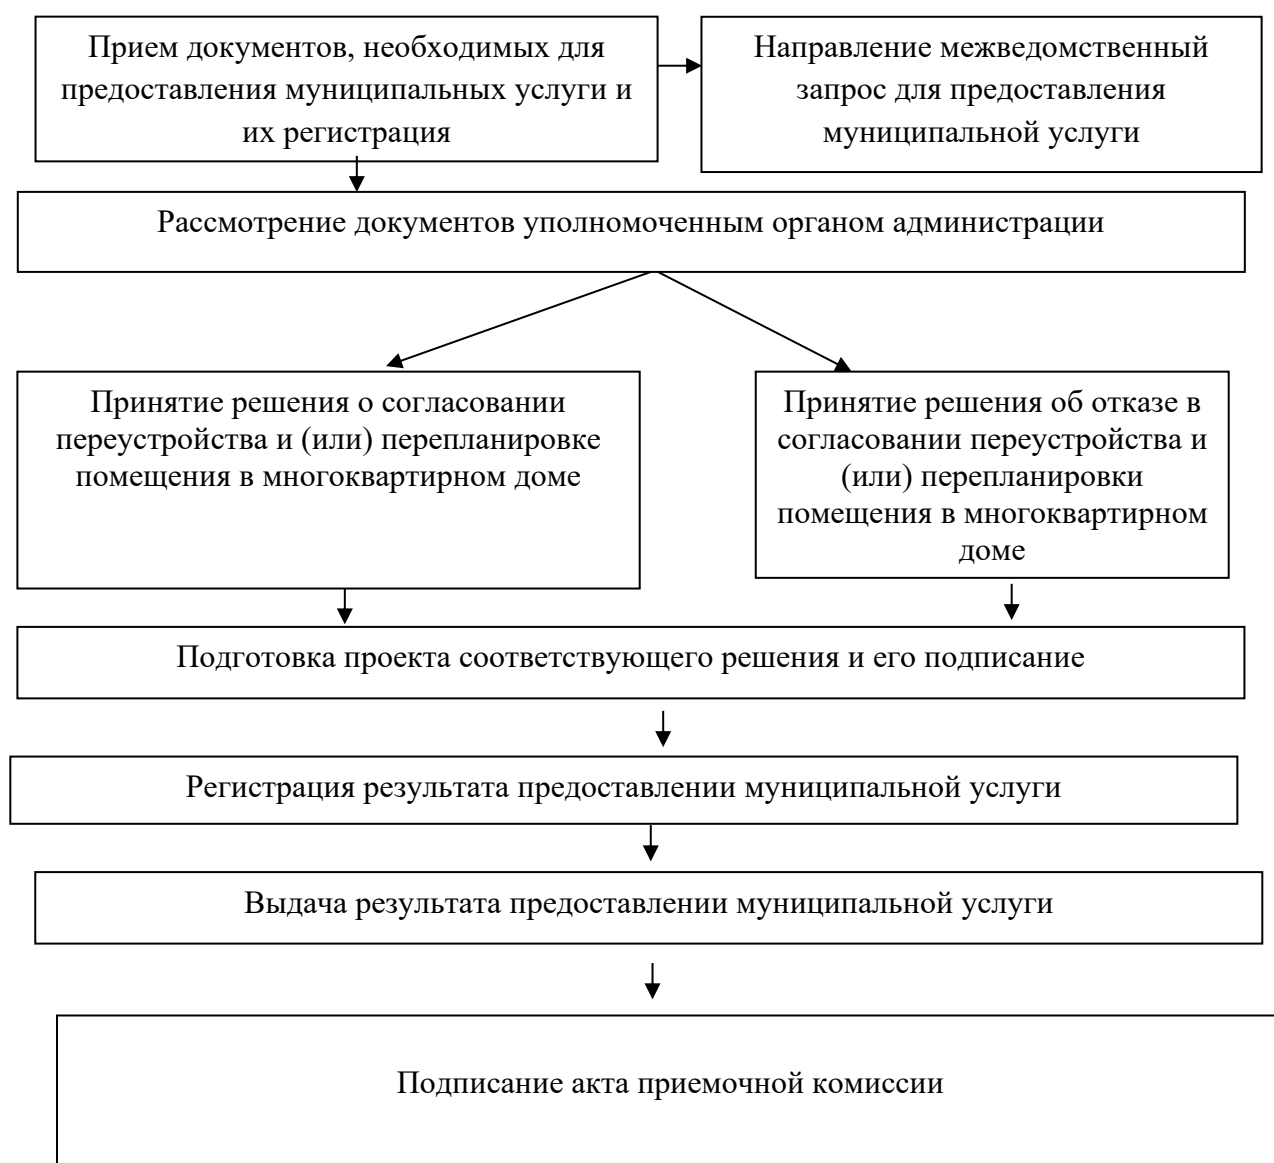 Прием документов, необходимых для
предоставления муниципальных услуги и
их регистрация
Направление межведомственный
запрос для предоставления
муниципальной услуги
Рассмотрение документов уполномоченным органом администрации
Принятие решения о согласовании
переустройства и (или) перепланировке
помещения в многоквартирном доме
Принятие решения об отказе в
согласовании переустройства и
(или) перепланировки
помещения в многоквартирном
доме
Подготовка проекта соответствующего решения и его подписание
Регистрация результата предоставлении муниципальной услуги
Выдача результата предоставлении муниципальной услуги
Подписание акта приемочной комиссии